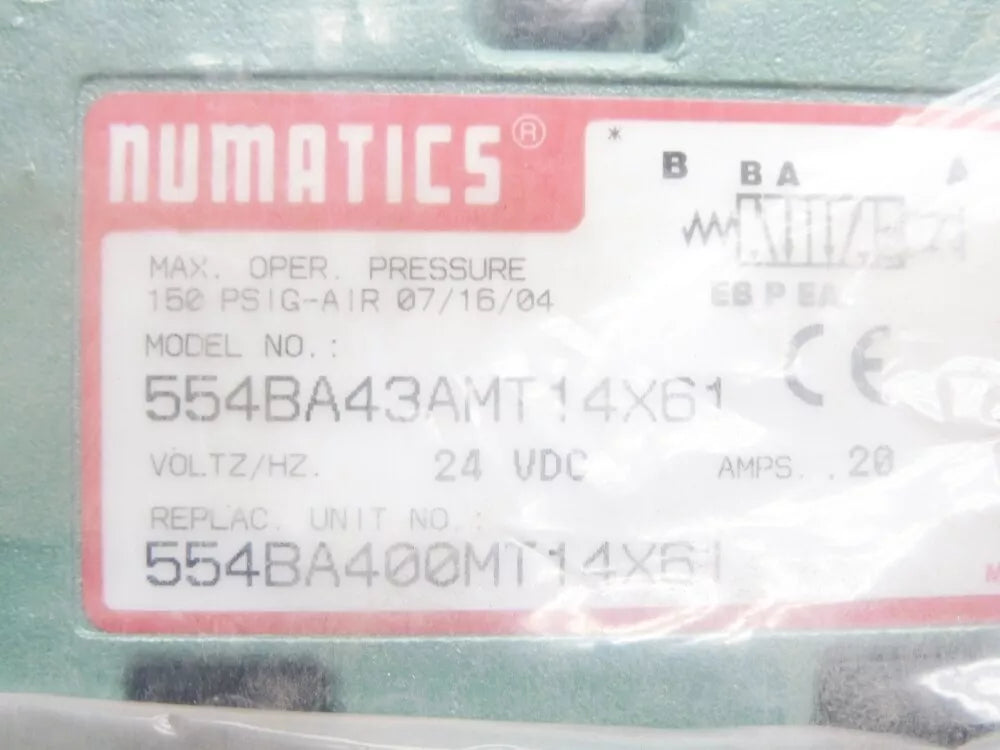 NUMATICS®
*
B B A A
EB P EA
MAX. OPER. PRESSURE
150 PSIG-AIR 07/16/04
CE
MODEL NO.:
554BA43AMT14X61
VOLTZ/HZ. 24 VDC AMPS. .20
REPLAC. UNIT NO.:
554BA400MT14X61
M